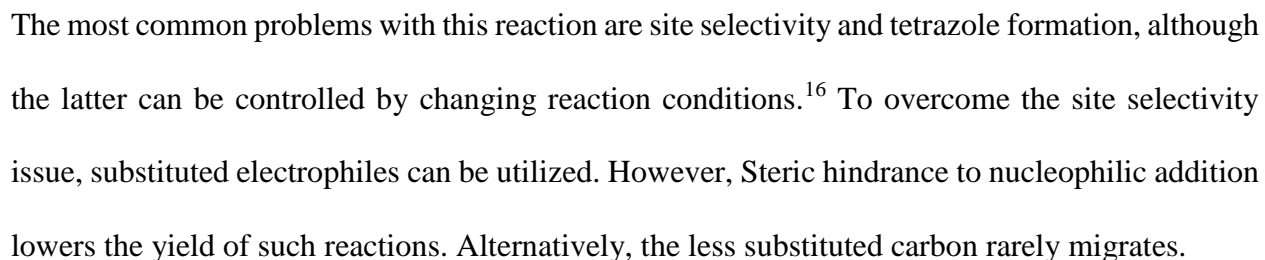 The most common problems with this reaction are site selectivity and tetrazole formation, although
the latter can be controlled by changing reaction conditions.16 To overcome the site selectivity
issue, substituted electrophiles can be utilized. However, Steric hindrance to nucleophilic addition
lowers the yield of such reactions. Alternatively, the less substituted carbon rarely migrates.